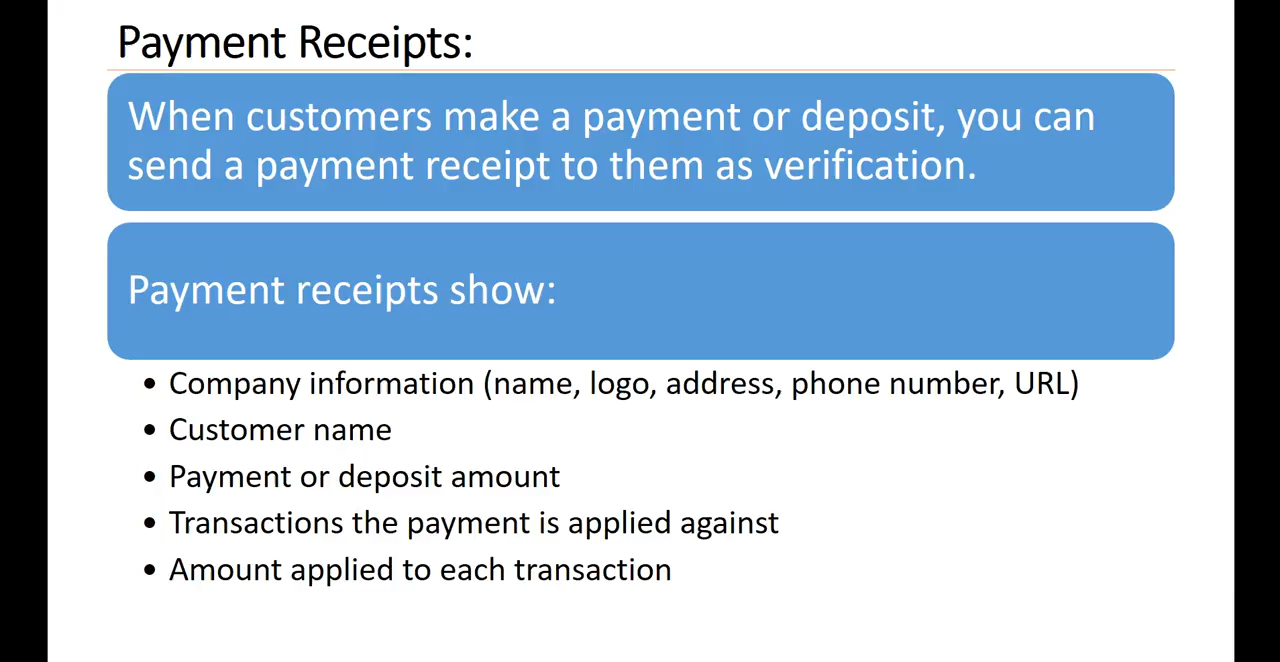 Payment Receipts:
When customers make a payment or deposit, you can
send a payment receipt to them as verification.
Payment receipts show:
• Company information (name, logo, address, phone number, URL)
• Customer name
• Payment or deposit amount
• Transactions the payment is applied against
• Amount applied to each transaction